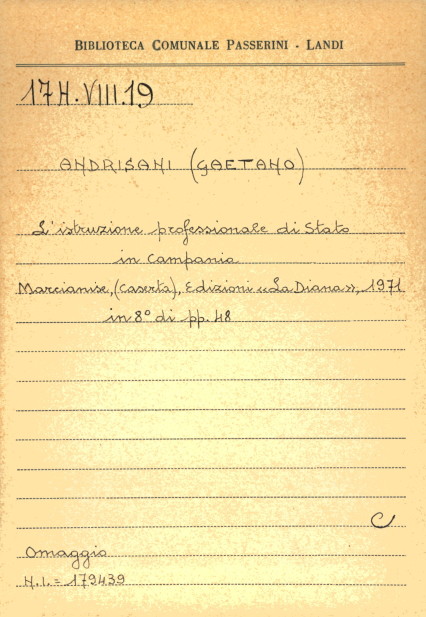 BIBLIOTECA COMUNALE PASSERINI - LANDI
17H.VIII.19
ANDRISANI (GAETANO)
L'istruzione professionale di Stato
in Campania
Marcianise, (Caserta), Edizioni «La Diana», 1971
in 8° di pp. 48
C
Omaggio
N.I. = 179439